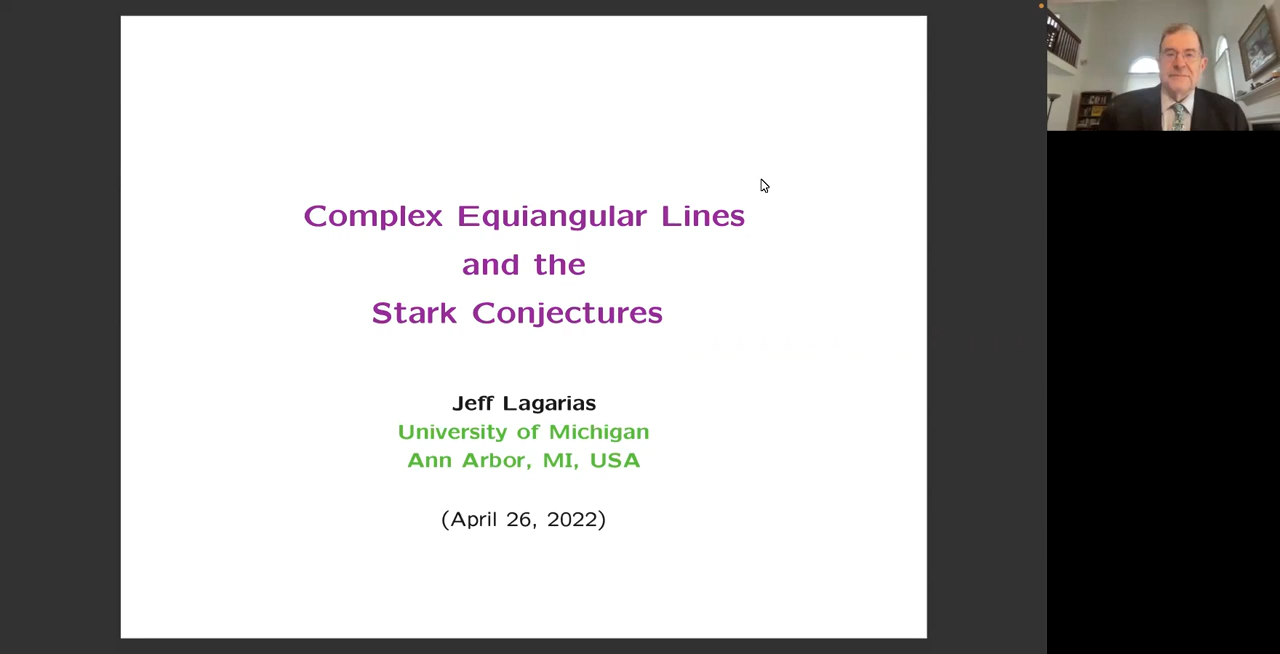 Complex Equiangular Lines
and the
Stark Conjectures
Jeff Lagarias
University of Michigan
Ann Arbor, MI, USA
(April 26, 2022)